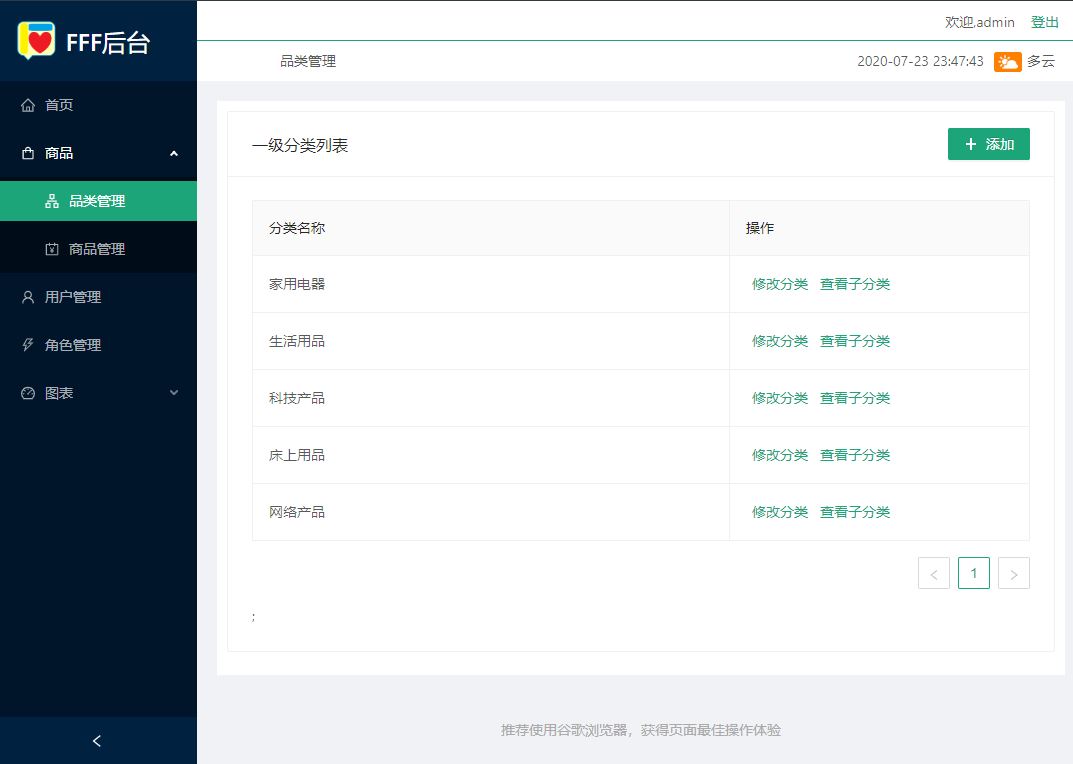 FFF后台
首页
商品
品类管理
商品管理
用户管理
角色管理
图表
欢迎,admin 登出
品类管理 2020-07-23 23:47:43 多云
一级分类列表 + 添加
分类名称 操作
家用电器 修改分类 查看子分类
生活用品 修改分类 查看子分类
科技产品 修改分类 查看子分类
床上用品 修改分类 查看子分类
网络产品 修改分类 查看子分类
< 1 >
;
推荐使用谷歌浏览器，获得页面最佳操作体验